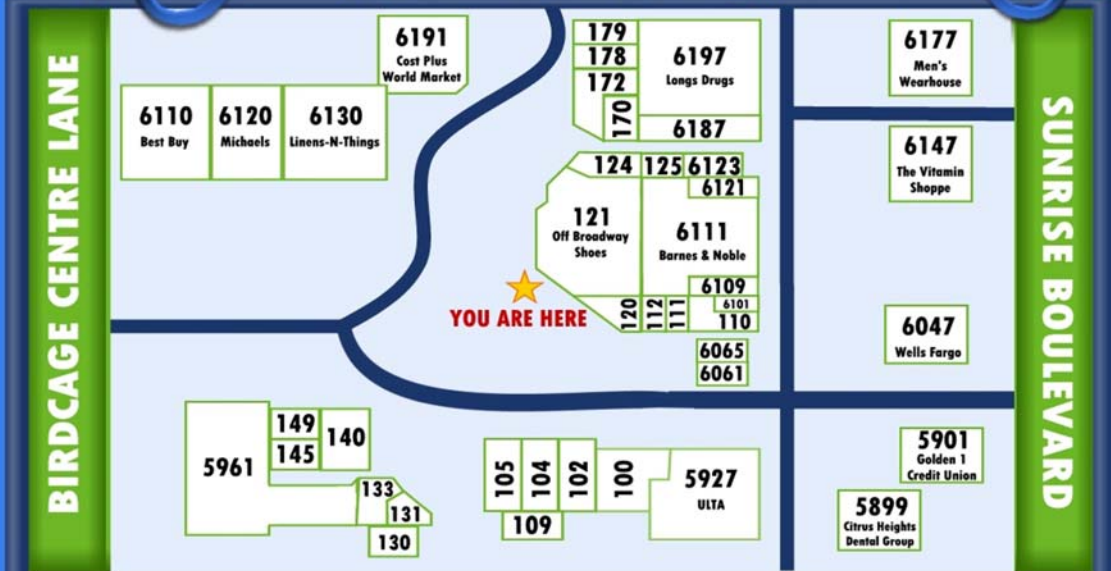 BIRDCAGE CENTRE LANE
SUNRISE BOULEVARD
6191
Cost Plus
World Market
6110
Best Buy
6120
Michaels
6130
Linens-N-Things
179
178
172
170
6197
Longs Drugs
6187
6177
Men's
Wearhouse
6147
The Vitamin
Shoppe
124
125
6123
6121
121
Off Broadway
Shoes
6111
Barnes & Noble
6109
6101
110
120
112
111
YOU ARE HERE
6065
6061
6047
Wells Fargo
5961
149
145
140
133
131
130
105
104
102
100
109
5927
ULTA
5901
Golden 1
Credit Union
5899
Citrus Heights
Dental Group